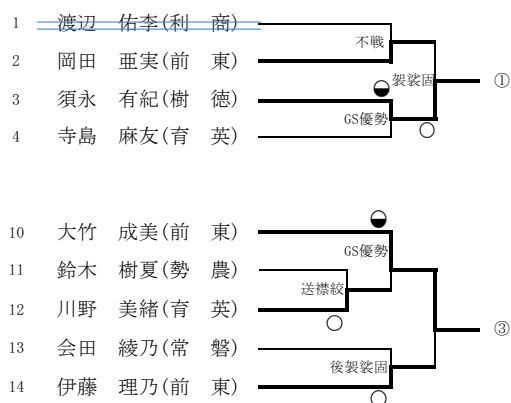 1 渡辺 佑李(利 商)
不戦
2 岡田 亜実(前 東)
袈裟固 ①
3 須永 有紀(樹 徳)
GS優勢
4 寺島 麻友(育 英)
10 大竹 成美(前 東)
GS優勢
11 鈴木 樹夏(勢 農)
送襟絞
12 川野 美緒(育 英)
③
13 会田 綾乃(常 磐)
後袈裟固
14 伊藤 理乃(前 東)